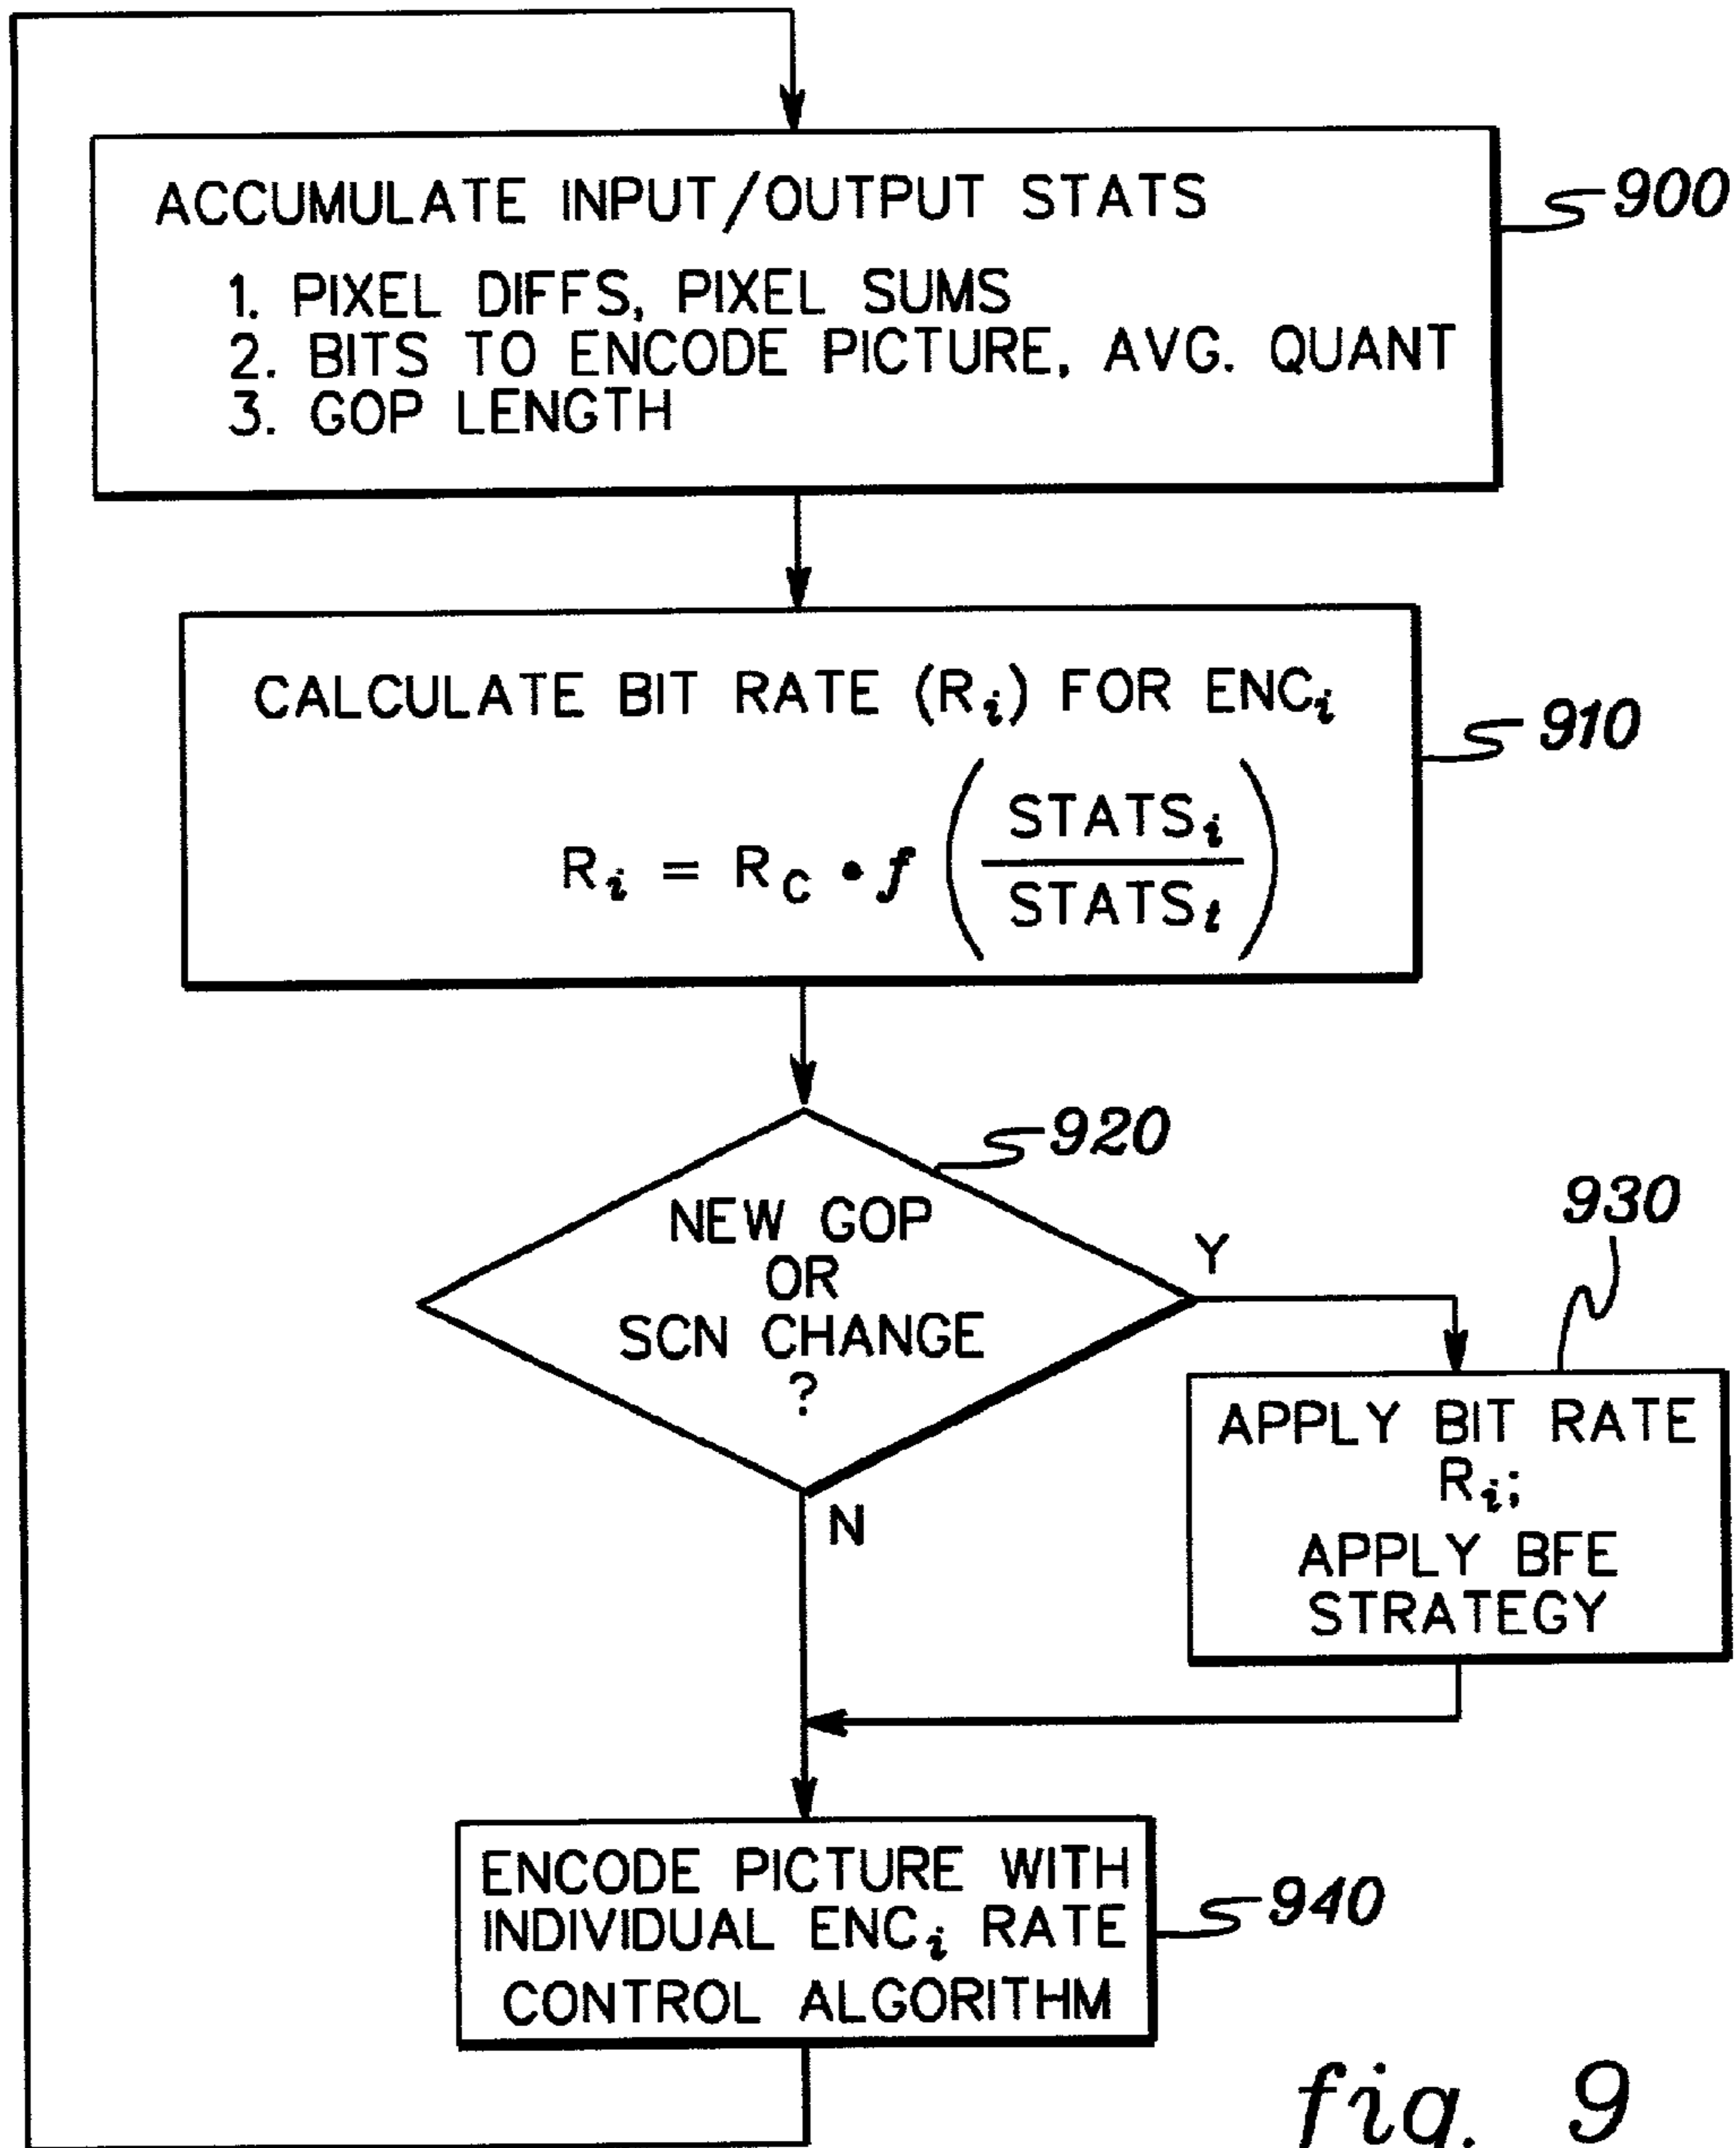 ACCUMULATE INPUT/OUTPUT STATS
1. PIXEL DIFFS, PIXEL SUMS
2. BITS TO ENCODE PICTURE, AVG. QUANT
3. GOP LENGTH
900
CALCULATE BIT RATE (Ri) FOR ENCi
Ri = RC • f (STATSi / STATSt)
910
920
NEW GOP
OR
SCN CHANGE
?
Y
N
930
APPLY BIT RATE
Ri;
APPLY BFE
STRATEGY
ENCODE PICTURE WITH
INDIVIDUAL ENCi RATE
CONTROL ALGORITHM
940
fig. 9